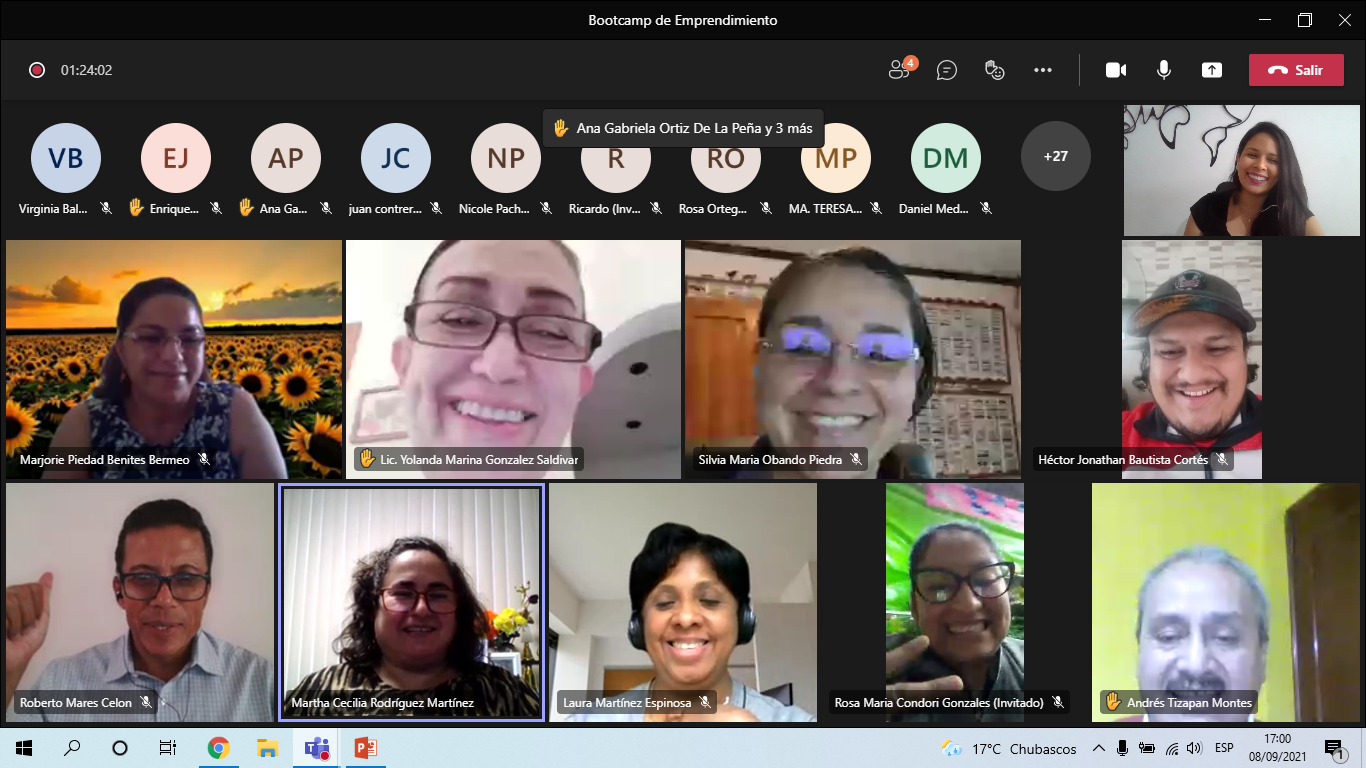 Bootcamp de Emprendimiento
01:24:02
4
Salir
Ana Gabriela Ortiz De La Peña y 3 más
VB
EJ
AP
JC
NP
R
RO
MP
DM
+27
Virginia Bal...
Enrique...
Ana Ga...
juan contrer...
Nicole Pach...
Ricardo (Inv...
Rosa Orteg...
MA. TERESA...
Daniel Med...
Marjorie Piedad Benites Bermeo
Lic. Yolanda Marina Gonzalez Saldivar
Silvia Maria Obando Piedra
Héctor Jonathan Bautista Cortés
Roberto Mares Celon
Martha Cecilia Rodríguez Martínez
Laura Martínez Espinosa
Rosa Maria Condori Gonzales (Invitado)
Andrés Tizapan Montes
17°C Chubascos
ESP
17:00
08/09/2021
1